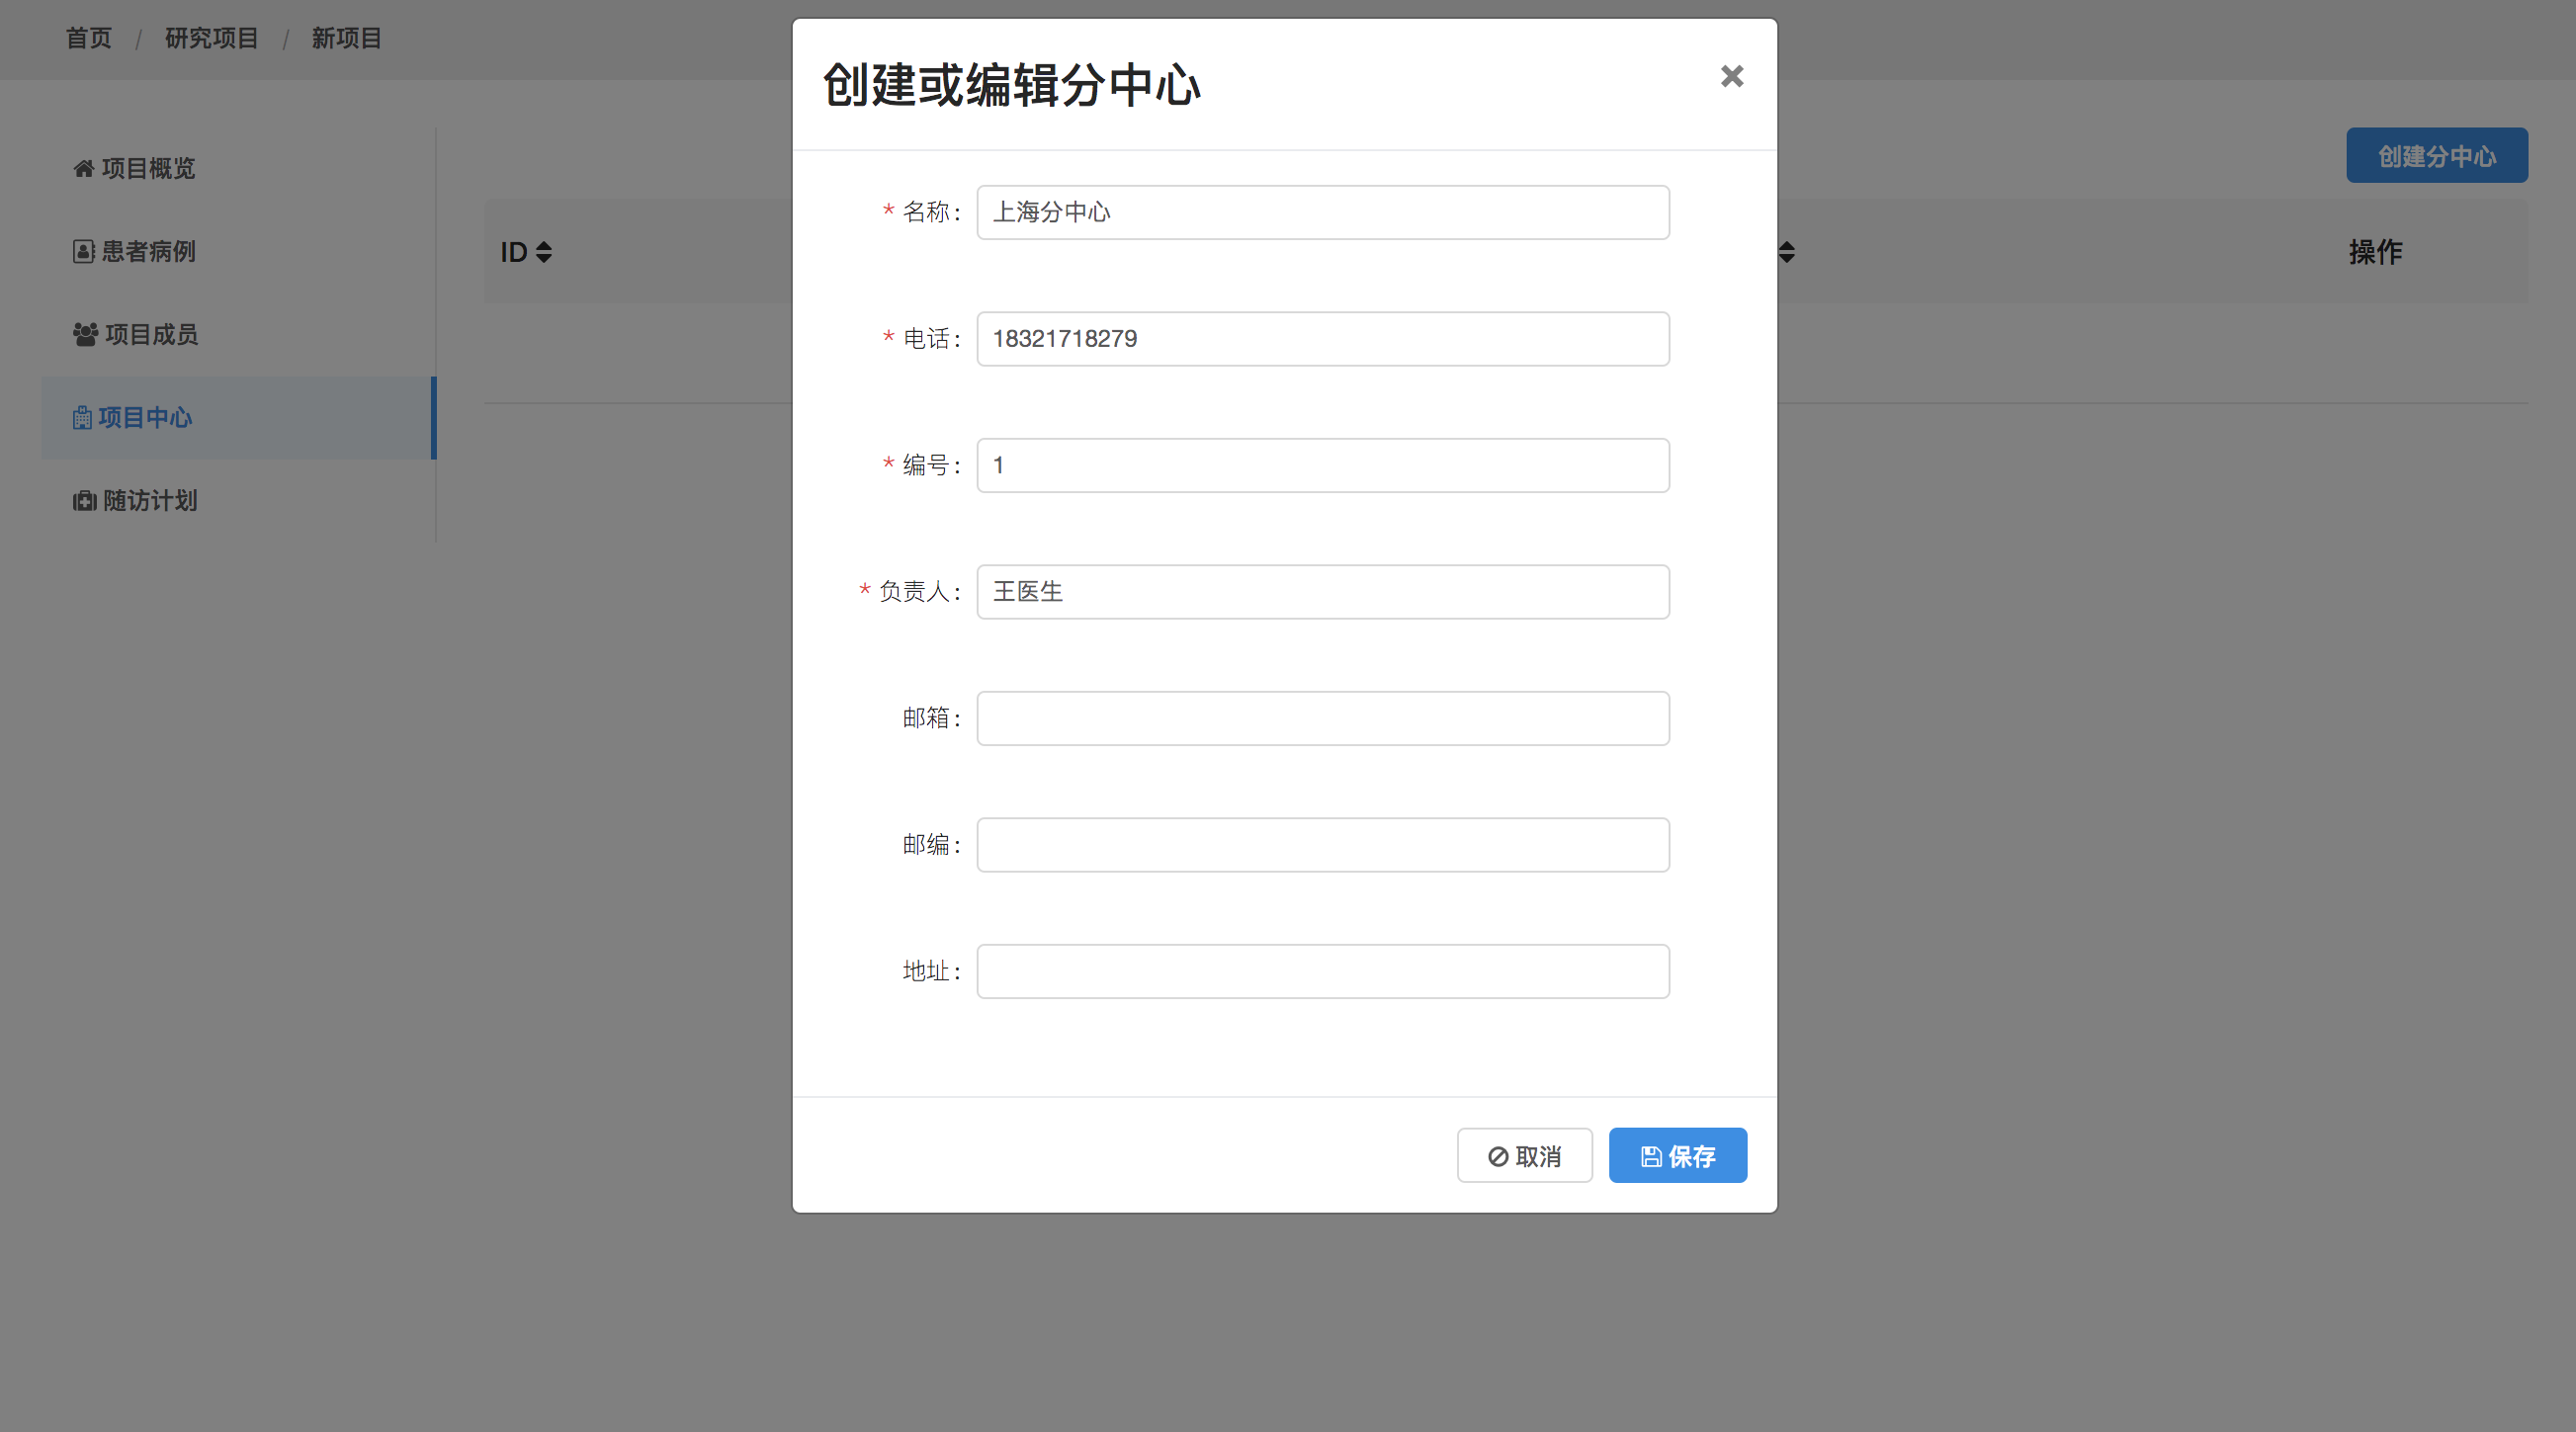 首页 / 研究项目 / 新项目
项目概览
患者病例
项目成员
项目中心
随访计划
创建分中心
ID
操作
创建或编辑分中心
* 名称: 上海分中心
* 电话: 18321718279
* 编号: 1
* 负责人: 王医生
邮箱:
邮编:
地址:
取消
保存